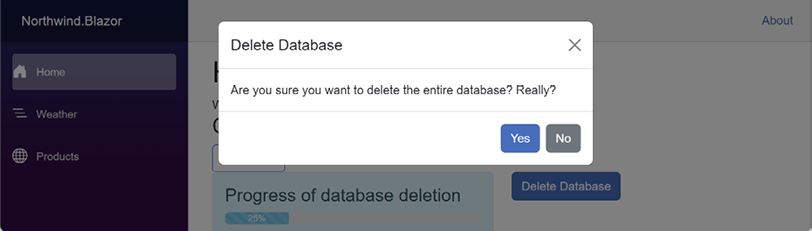 Northwind.Blazor
About
Delete Database
Home
Are you sure you want to delete the entire database? Really?
Weather
Yes
No
Products
Delete Database
Progress of database deletion
25%